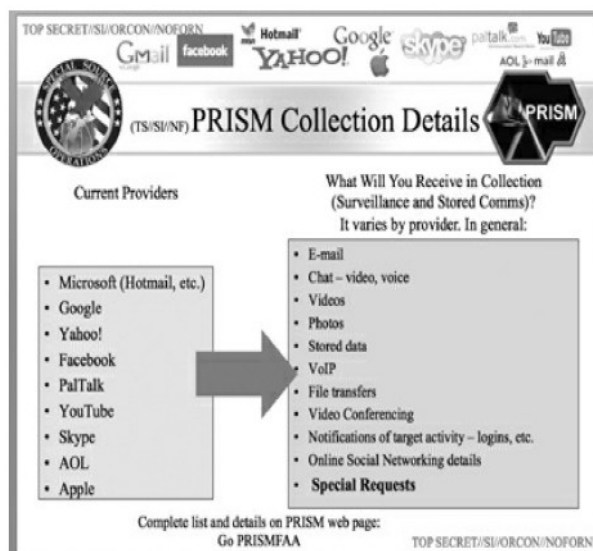 TOP SECRET//SI//ORCON//NOFORN
Gmail
facebook
Hotmail
YAHOO!
Google
skype
paltalk.com
YouTube
AOL mail
SPECIAL SOURCE
OPERATIONS
(TS//SI//NF) PRISM Collection Details
PRISM
Current Providers
• Microsoft (Hotmail, etc.)
• Google
• Yahoo!
• Facebook
• PalTalk
• YouTube
• Skype
• AOL
• Apple
What Will You Receive in Collection
(Surveillance and Stored Comms)?
It varies by provider. In general:
• E-mail
• Chat – video, voice
• Videos
• Photos
• Stored data
• VoIP
• File transfers
• Video Conferencing
• Notifications of target activity – logins, etc.
• Online Social Networking details
• Special Requests
Complete list and details on PRISM web page:
Go PRISMFAA
TOP SECRET//SI//ORCON//NOFORN